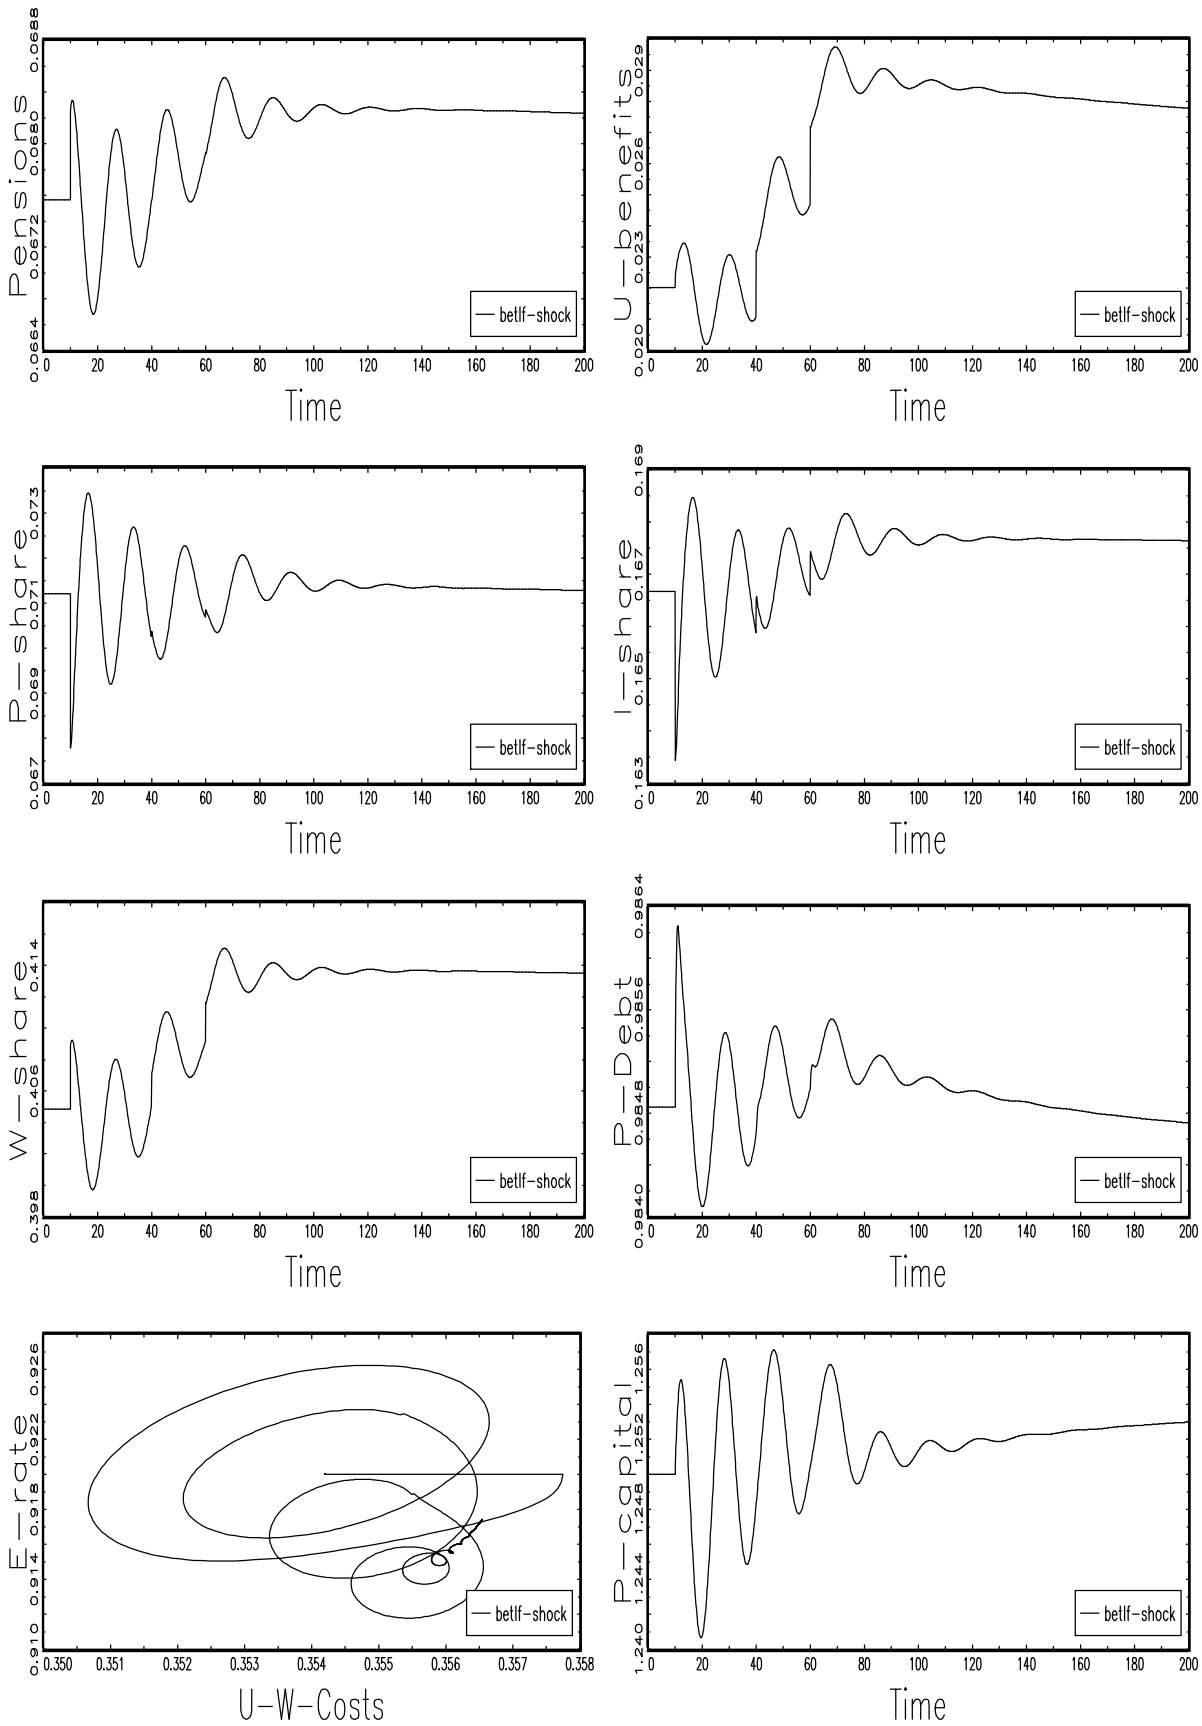 Pensions
0.0664 0.0672 0.0680 0.0688
betlf-shock
0 20 40 60 80 100 120 140 160 180 200
Time
U-benefits
0.020 0.023 0.026 0.029
betlf-shock
0 20 40 60 80 100 120 140 160 180 200
Time
P-share
0.067 0.069 0.071 0.073
betlf-shock
0 20 40 60 80 100 120 140 160 180 200
Time
I-share
0.163 0.165 0.167 0.169
betlf-shock
0 20 40 60 80 100 120 140 160 180 200
Time
W-share
0.398 0.406 0.414
betlf-shock
0 20 40 60 80 100 120 140 160 180 200
Time
P-Debt
0.9840 0.9848 0.9856 0.9864
betlf-shock
0 20 40 60 80 100 120 140 160 180 200
Time
E-rate
0.910 0.914 0.918 0.922 0.926
betlf-shock
0.350 0.351 0.352 0.353 0.354 0.355 0.356 0.357 0.358
U-W-Costs
P-capital
1.240 1.244 1.248 1.252 1.256
betlf-shock
0 20 40 60 80 100 120 140 160 180 200
Time